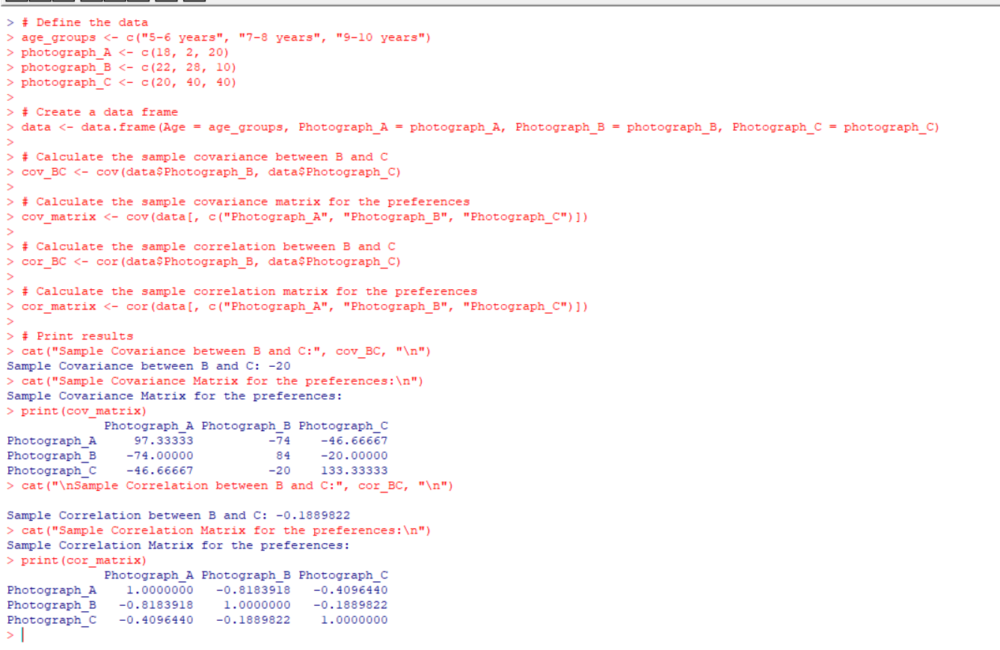 > # Define the data
> age_groups <- c("5-6 years", "7-8 years", "9-10 years")
> photograph_A <- c(18, 2, 20)
> photograph_B <- c(22, 28, 10)
> photograph_C <- c(20, 40, 40)
>
> # Create a data frame
> data <- data.frame(Age = age_groups, Photograph_A = photograph_A, Photograph_B = photograph_B, Photograph_C = photograph_C)
>
> # Calculate the sample covariance between B and C
> cov_BC <- cov(data$Photograph_B, data$Photograph_C)
>
> # Calculate the sample covariance matrix for the preferences
> cov_matrix <- cov(data[, c("Photograph_A", "Photograph_B", "Photograph_C")])
>
> # Calculate the sample correlation between B and C
> cor_BC <- cor(data$Photograph_B, data$Photograph_C)
>
> # Calculate the sample correlation matrix for the preferences
> cor_matrix <- cor(data[, c("Photograph_A", "Photograph_B", "Photograph_C")])
>
> # Print results
> cat("Sample Covariance between B and C:", cov_BC, "\n")
Sample Covariance between B and C: -20
> cat("Sample Covariance Matrix for the preferences:\n")
Sample Covariance Matrix for the preferences:
> print(cov_matrix)
             Photograph_A Photograph_B Photograph_C
Photograph_A     97.33333          -74    -46.66667
Photograph_B    -74.00000           84    -20.00000
Photograph_C    -46.66667          -20    133.33333
> cat("\nSample Correlation between B and C:", cor_BC, "\n")

Sample Correlation between B and C: -0.1889822
> cat("Sample Correlation Matrix for the preferences:\n")
Sample Correlation Matrix for the preferences:
> print(cor_matrix)
             Photograph_A Photograph_B Photograph_C
Photograph_A    1.0000000   -0.8183918   -0.4096440
Photograph_B   -0.8183918    1.0000000   -0.1889822
Photograph_C   -0.4096440   -0.1889822    1.0000000
>